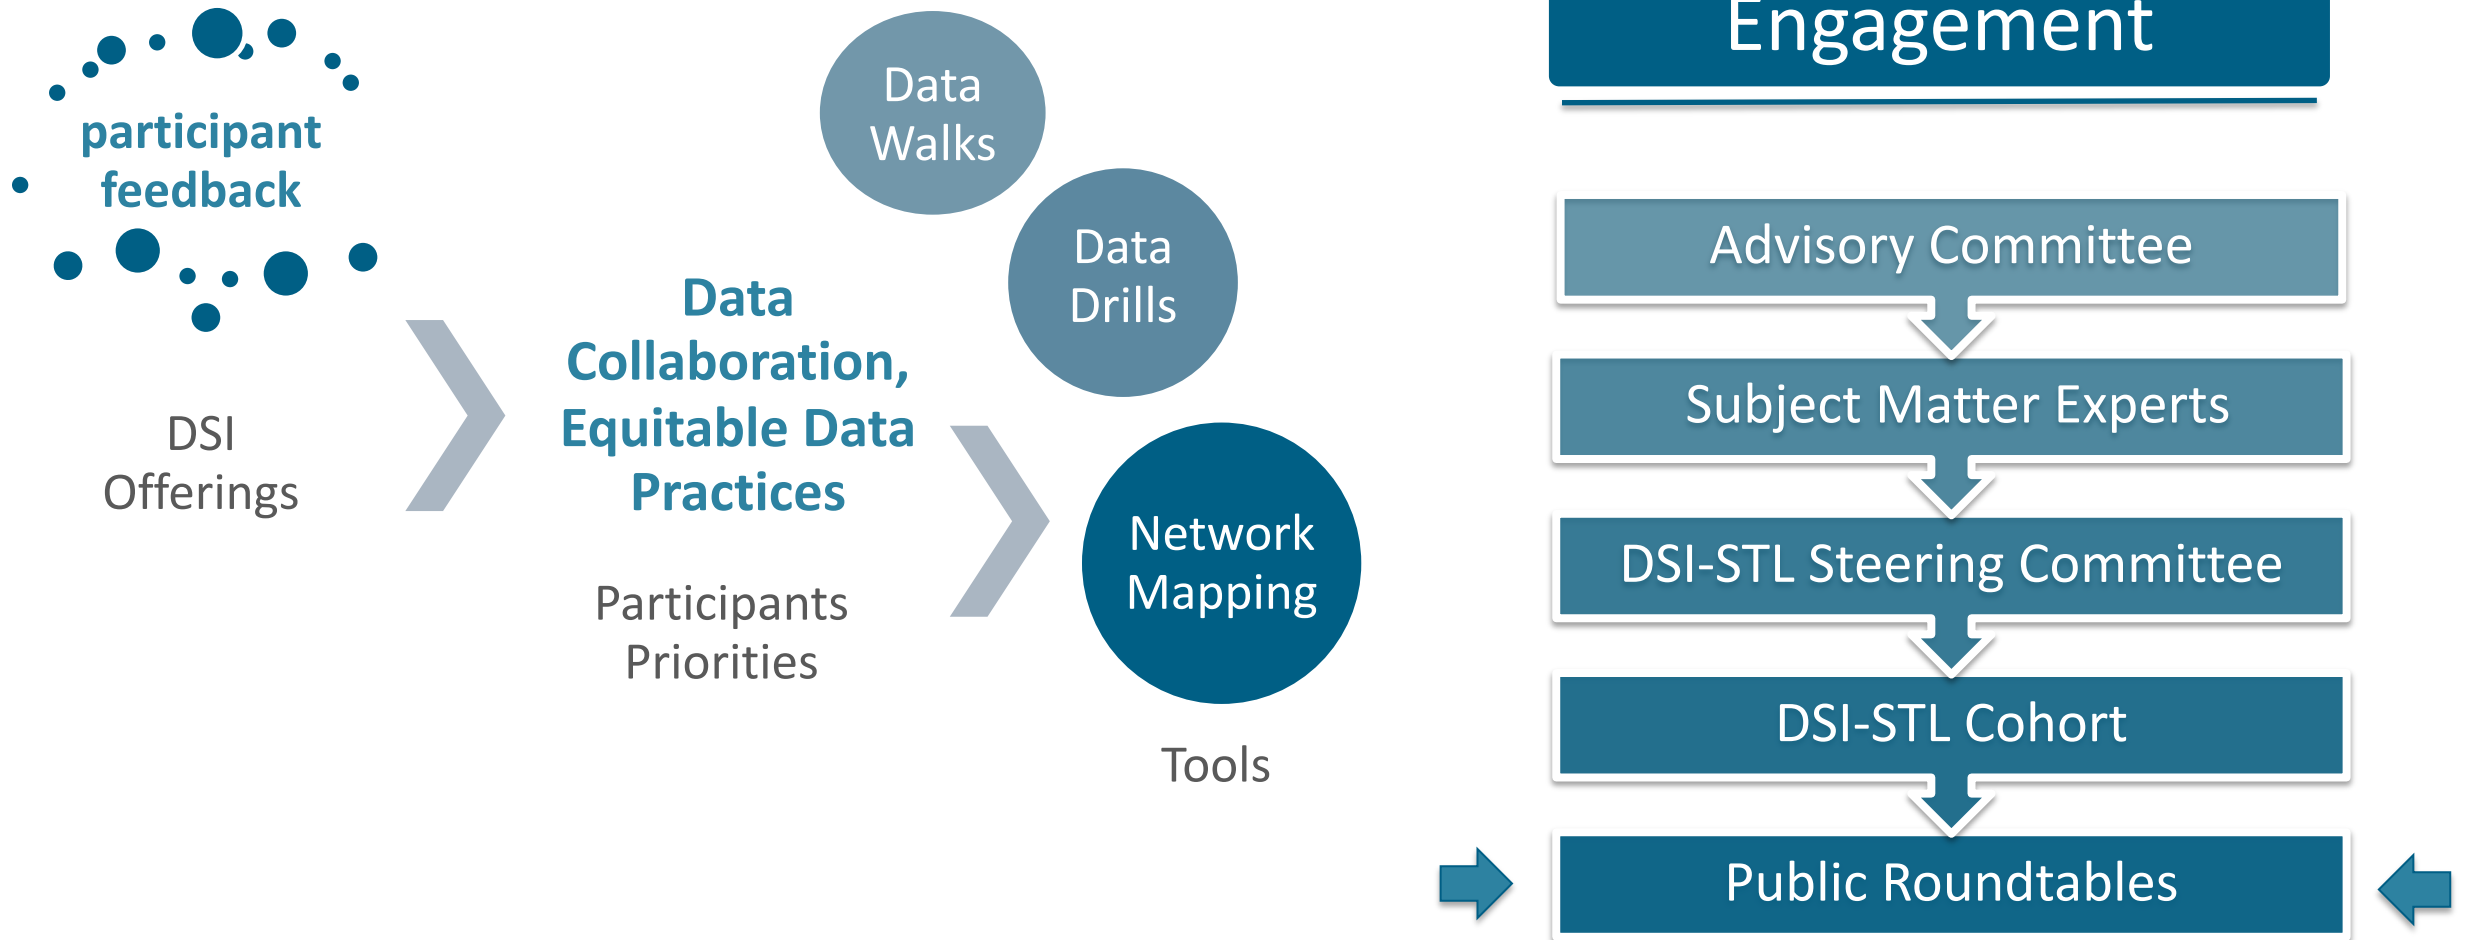 participant
feedback
DSI
Offerings
Data
Collaboration,
Equitable Data
Practices
Participants
Priorities
Data
Walks
Data
Drills
Network
Mapping
Tools
Engagement
Advisory Committee
Subject Matter Experts
DSI-STL Steering Committee
DSI-STL Cohort
Public Roundtables